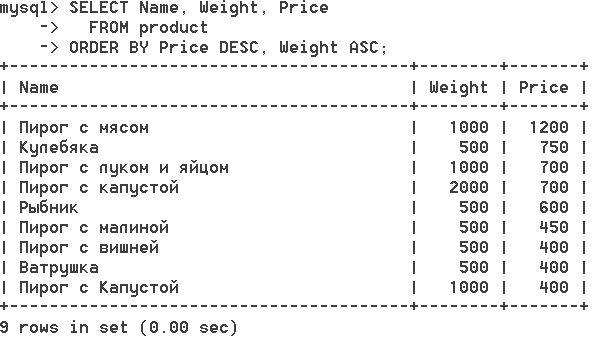 mysql> SELECT Name, Weight, Price
    ->   FROM product
    -> ORDER BY Price DESC, Weight ASC;
+----------------------------------------+--------+-------+
| Name                                   | Weight | Price |
+----------------------------------------+--------+-------+
| Пирог с мясом                          |   1000 |  1200 |
| Кулебяка                               |    500 |   750 |
| Пирог с луком и яйцом                  |   1000 |   700 |
| Пирог с капустой                       |   2000 |   700 |
| Рыбник                                 |    500 |   600 |
| Пирог с малиной                        |    500 |   450 |
| Пирог с вишней                         |    500 |   400 |
| Ватрушка                               |    500 |   400 |
| Пирог с Капустой                       |   1000 |   400 |
+----------------------------------------+--------+-------+
9 rows in set (0.00 sec)